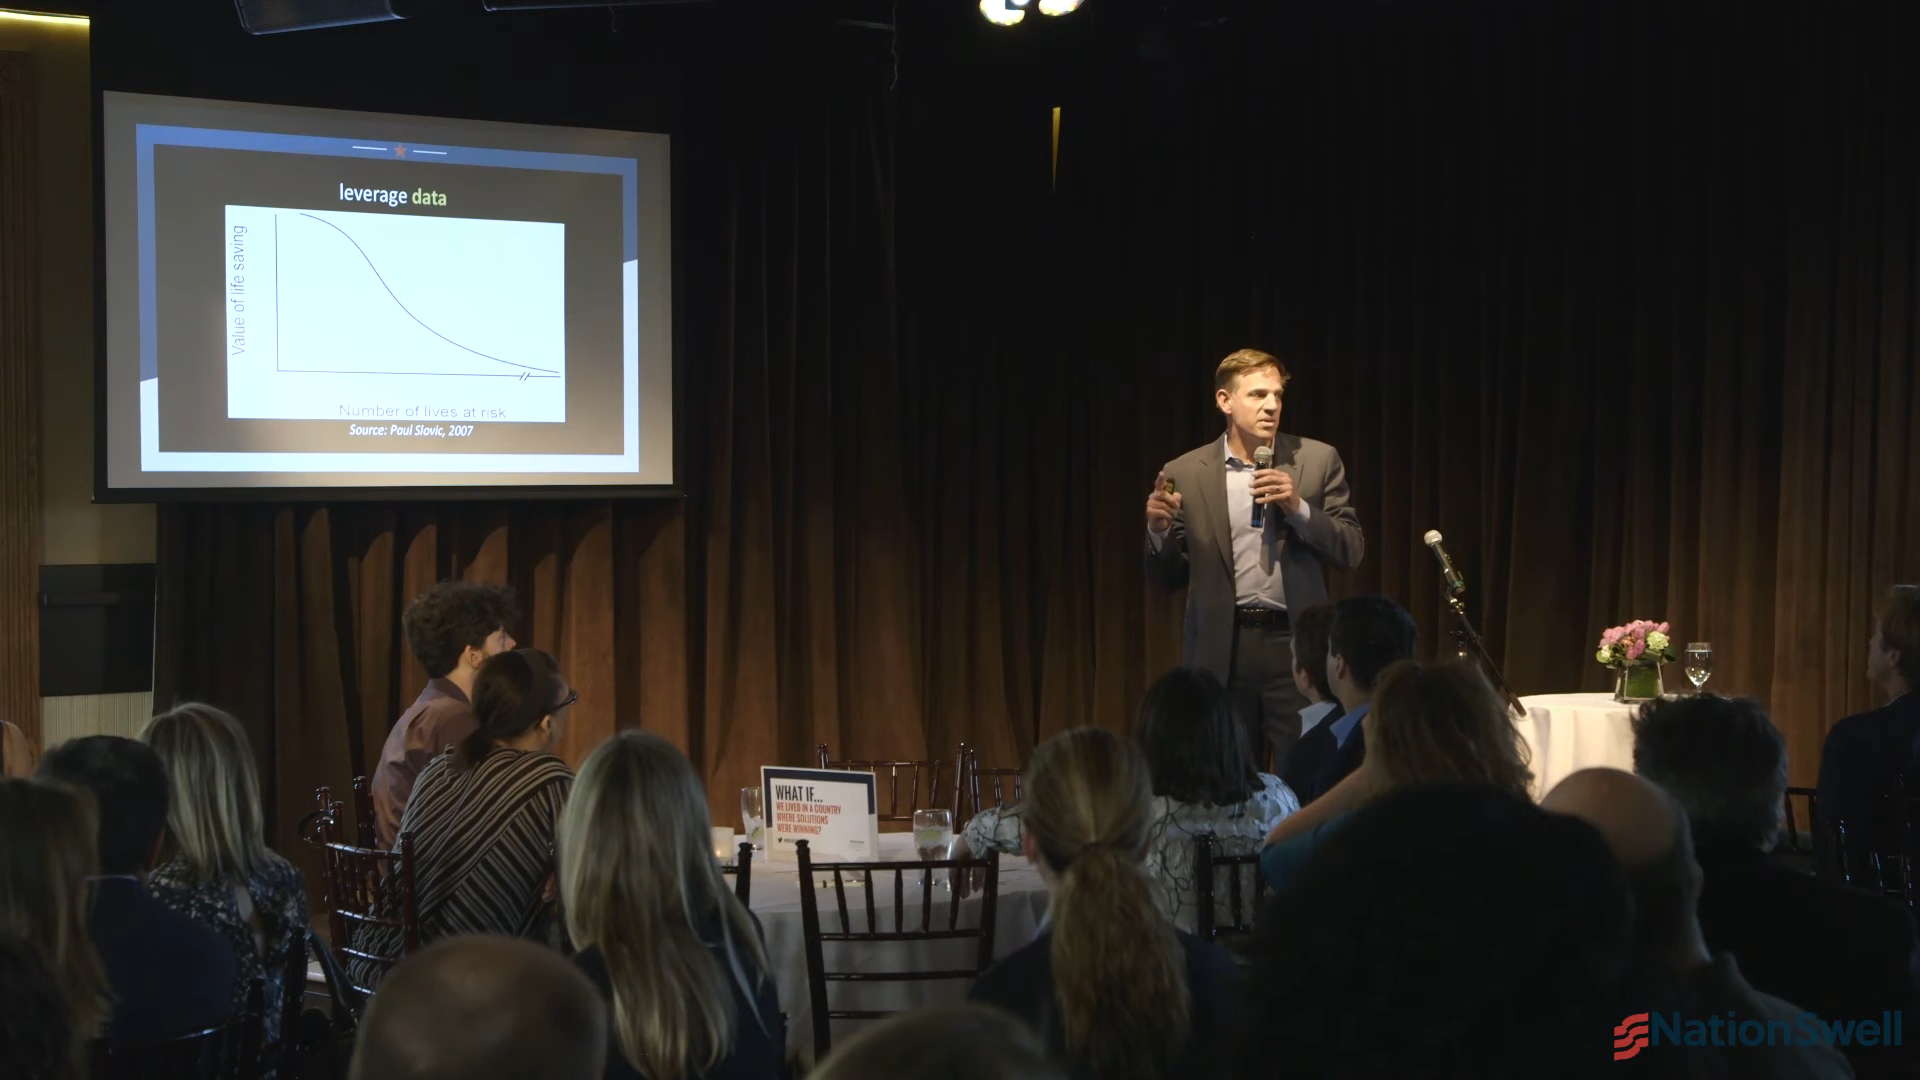 leverage data
Value of life saving
Number of lives at risk
Source: Paul Slovic, 2007
WHAT IF...
WE LIVED IN A COUNTRY
WHERE SOLUTIONS
WERE WINNING?
NationSwell